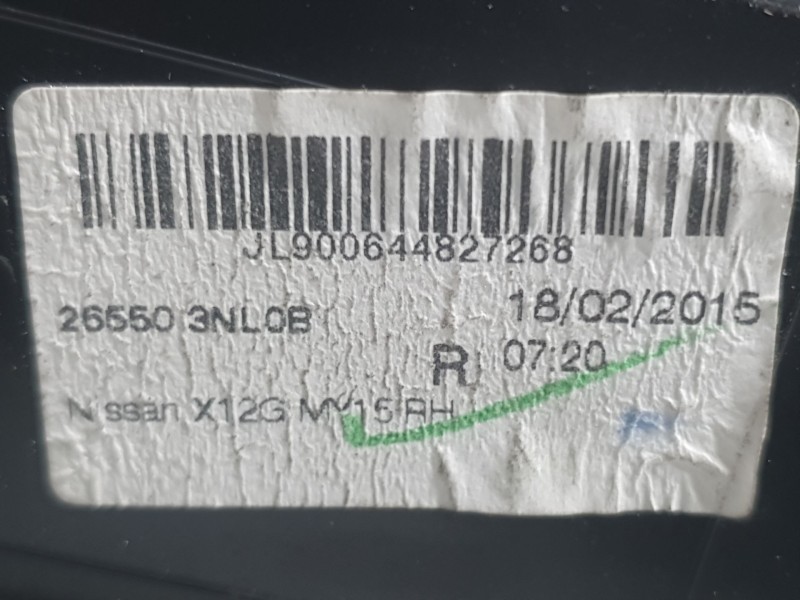 JL900644827268
26550 3NL0B 18/02/2015
R 07:20
Nissan X12G MY15 RH